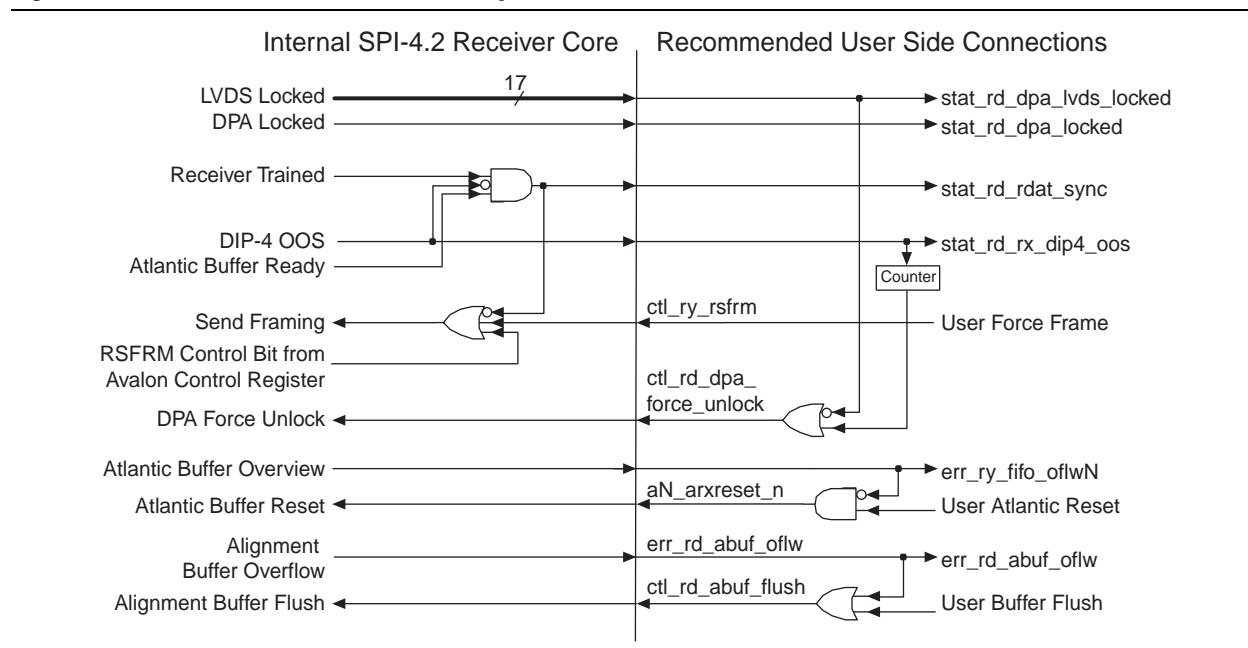 Internal SPI-4.2 Receiver Core
Recommended User Side Connections
LVDS Locked
17
stat_rd_dpa_lvds_locked
DPA Locked
stat_rd_dpa_locked
Receiver Trained
stat_rd_rdat_sync
DIP-4 OOS
stat_rd_rx_dip4_oos
Atlantic Buffer Ready
Counter
ctl_ry_rsfrm
Send Framing
User Force Frame
RSFRM Control Bit from
Avalon Control Register
ctl_rd_dpa_
force_unlock
DPA Force Unlock
Atlantic Buffer Overview
err_ry_fifo_oflwN
aN_arxreset_n
Atlantic Buffer Reset
User Atlantic Reset
Alignment
Buffer Overflow
err_rd_abuf_oflw
err_rd_abuf_oflw
ctl_rd_abuf_flush
Alignment Buffer Flush
User Buffer Flush